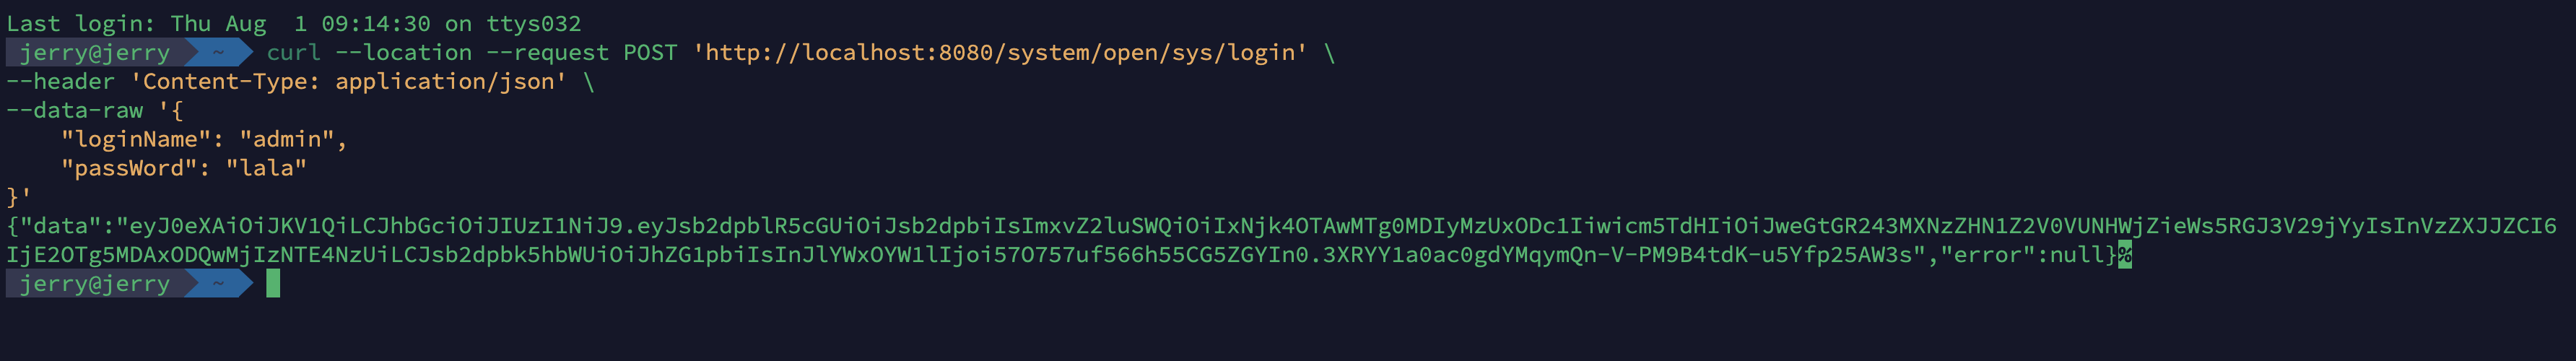 Last login: Thu Aug  1 09:14:30 on ttys032
jerry@jerry ~ curl --location --request POST 'http://localhost:8080/system/open/sys/login' \
--header 'Content-Type: application/json' \
--data-raw '{
    "loginName": "admin",
    "passWord": "lala"
}'
{"data":"eyJ0eXAiOiJKV1QiLCJhbGciOiJIUzI1NiJ9.eyJsb2dpblR5cGUiOiJsb2dpbiIsImxvZ2luSWQiOiIxNjk4OTAwMTg0MDIyMzUxODc1Iiwicm5TdHIiOiJweGtGR243MXNzZHN1Z2V0VUNHWjZieWs5RGJ3V29jYyIsInVzZXJJZCI6
IjE2OTg5MDAxODQwMjIzNTE4NzUiLCJsb2dpbk5hbWUiOiJhZG1pbiIsInJlYWxOYW1lIjoi57O757uf566h55CG5ZGYIn0.3XRYY1a0ac0gdYMqymQn-V-PM9B4tdK-u5Yfp25AW3s","error":null}%
jerry@jerry ~